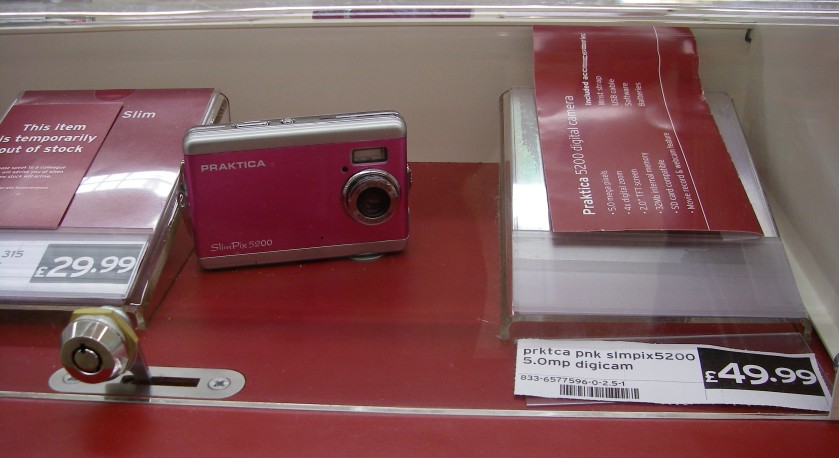 This item
is temporarily
out of stock
Slim
315
£29.99
PRAKTICA
SlimPix 5200
Praktica 5200 digital camera
- 5.0 mega pixels
- 4x digital zoom
- 2.0" TFT screen
- 32Mb internal memory
- SD card compatible
- Movie record & webcam feature
Included accessories
Wrist strap
USB cable
Software
Batteries
prktca pnk slmpix5200
5.0mp digicam
£49.99
833-6577596-0-2.5-1